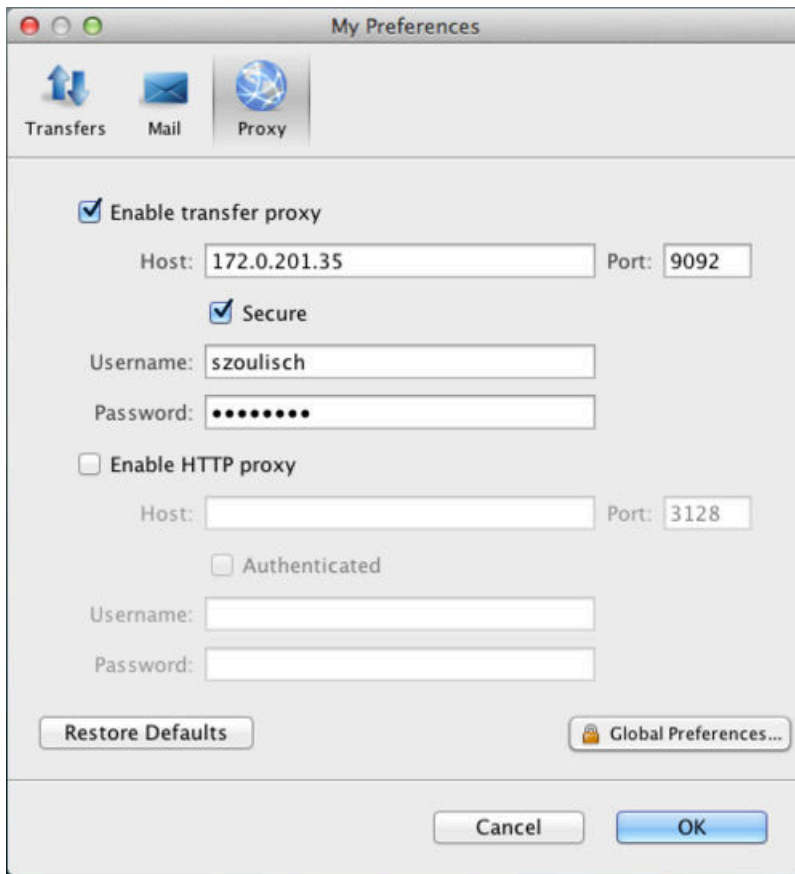 My Preferences
Transfers Mail Proxy
Enable transfer proxy
Host: 172.0.201.35 Port: 9092
Secure
Username: szoulisch
Password: ••••••••
Enable HTTP proxy
Host: Port: 3128
Authenticated
Username:
Password:
Restore Defaults Global Preferences...
Cancel OK